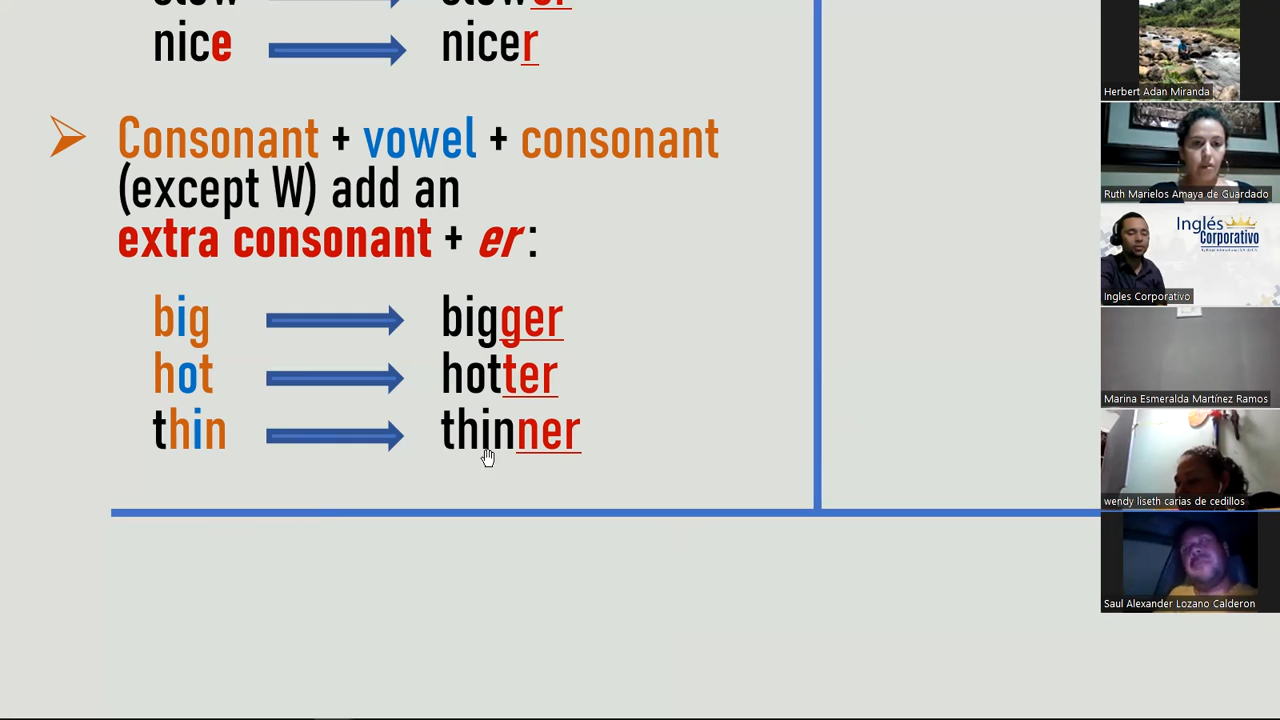 nice nicer
Consonant + vowel + consonant
(except W) add an
extra consonant + er :
big bigger
hot hotter
thin thinner
Herbert Adan Miranda
Ruth Marielos Amaya de Guardado
Inglés
Corporativo
Ingles Corporativo
Marina Esmeralda Martínez Ramos
wendy liseth carias de cedillos
Saul Alexander Lozano Calderon